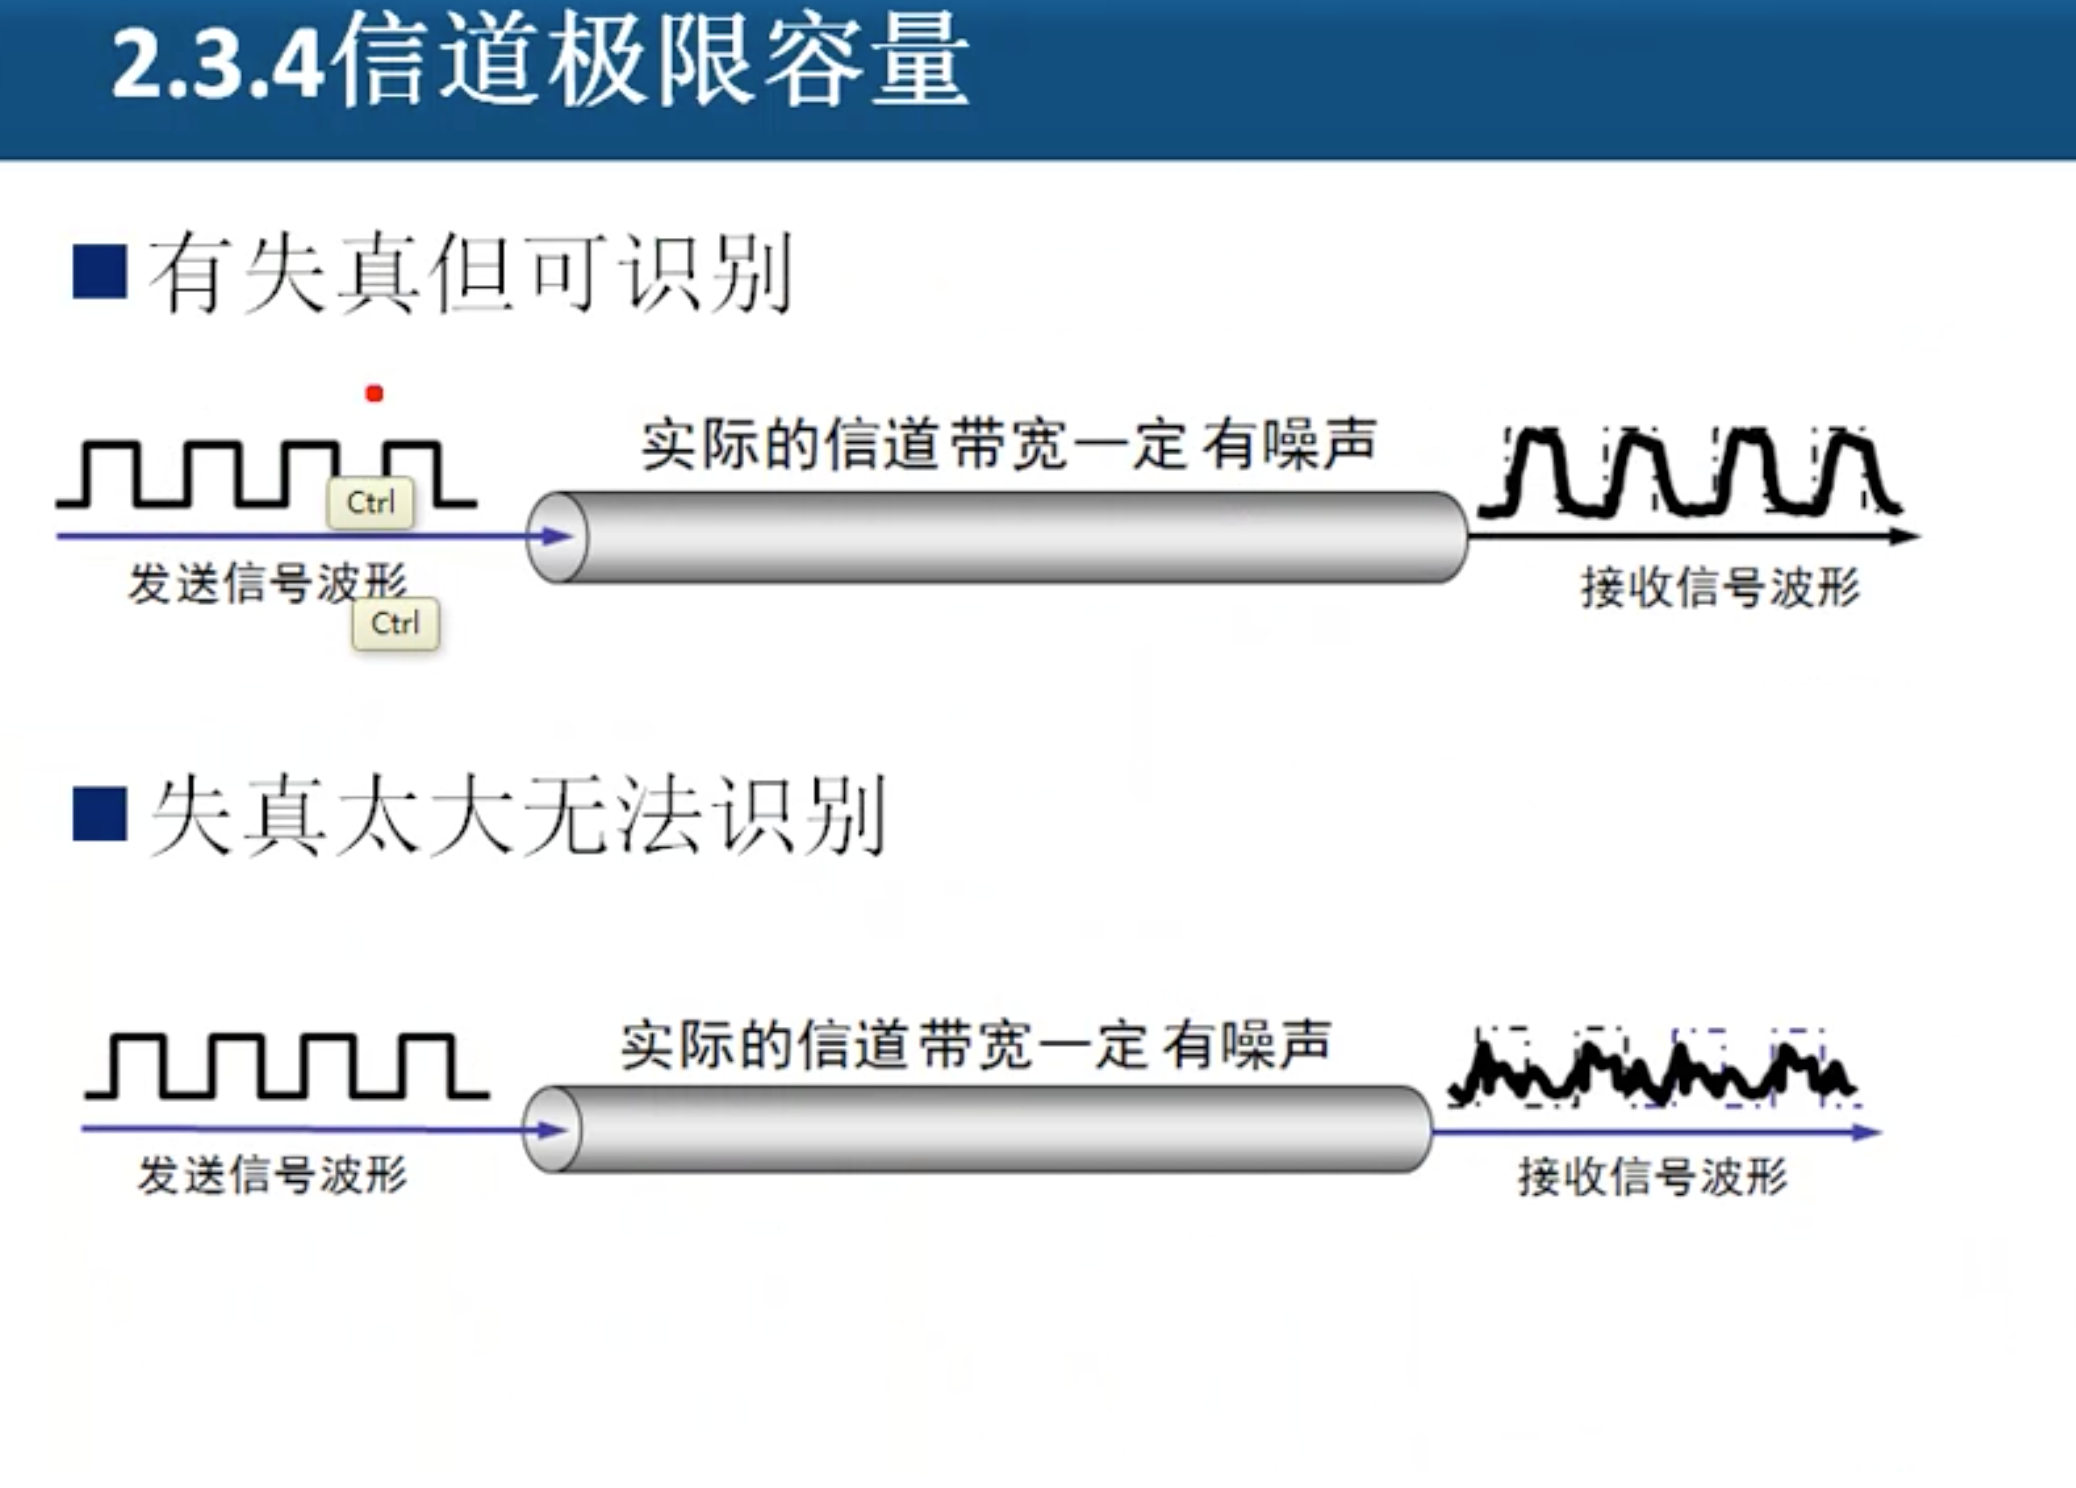 2.3.4信道极限容量
有失真但可识别
实际的信道带宽一定有噪声
Ctrl
发送信号波形
接收信号波形
Ctrl
失真太大无法识别
实际的信道带宽一定有噪声
发送信号波形
接收信号波形